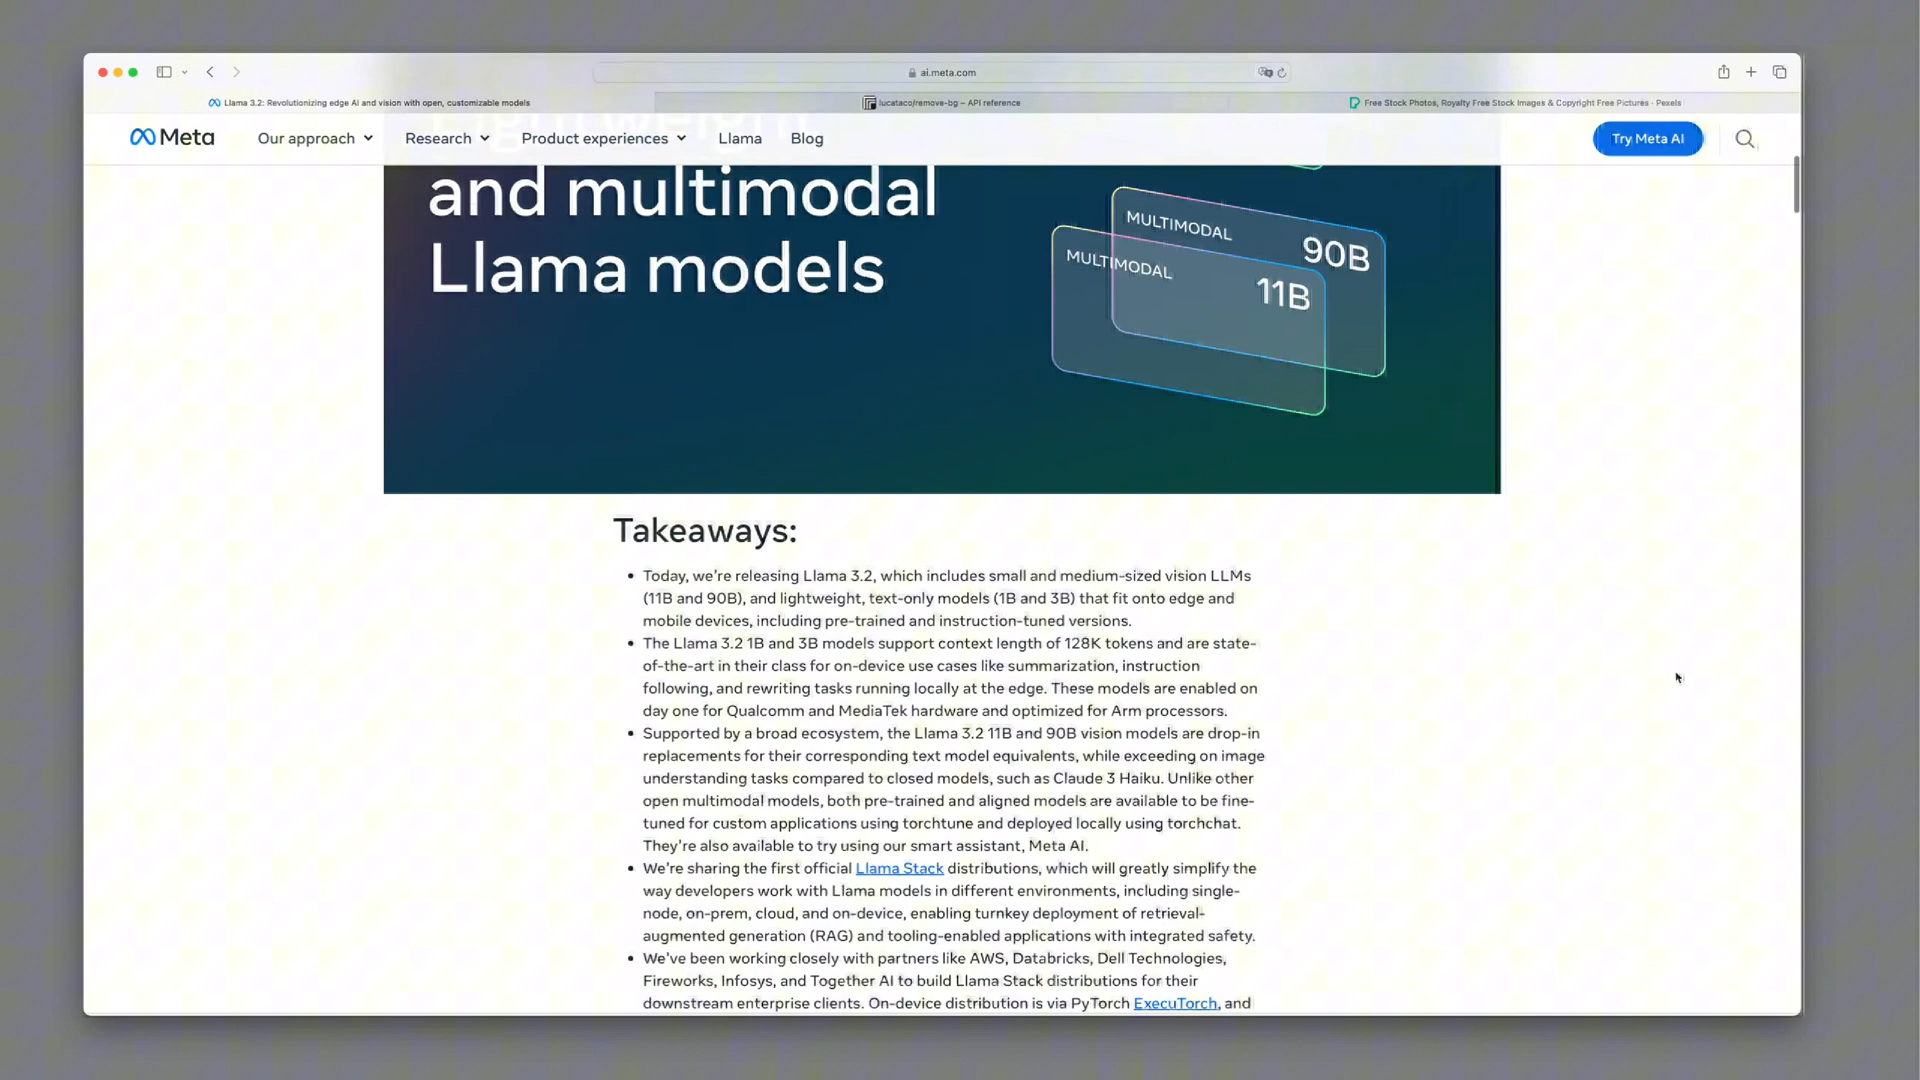 ai.meta.com
Llama 3.2: Revolutionizing edge AI and vision with open, customizable models
lucataco/remove-bg – API reference
Free Stock Photos, Royalty Free Stock Images & Copyright Free Pictures · Pexels
Meta
Our approach
Research
Product experiences
Llama
Blog
Try Meta AI
Lightweight
and multimodal
Llama models
MULTIMODAL
90B
MULTIMODAL
11B
Takeaways:
• Today, we’re releasing Llama 3.2, which includes small and medium-sized vision LLMs
(11B and 90B), and lightweight, text-only models (1B and 3B) that fit onto edge and
mobile devices, including pre-trained and instruction-tuned versions.
• The Llama 3.2 1B and 3B models support context length of 128K tokens and are state-
of-the-art in their class for on-device use cases like summarization, instruction
following, and rewriting tasks running locally at the edge. These models are enabled on
day one for Qualcomm and MediaTek hardware and optimized for Arm processors.
• Supported by a broad ecosystem, the Llama 3.2 11B and 90B vision models are drop-in
replacements for their corresponding text model equivalents, while exceeding on image
understanding tasks compared to closed models, such as Claude 3 Haiku. Unlike other
open multimodal models, both pre-trained and aligned models are available to be fine-
tuned for custom applications using torchtune and deployed locally using torchchat.
They’re also available to try using our smart assistant, Meta AI.
• We’re sharing the first official Llama Stack distributions, which will greatly simplify the
way developers work with Llama models in different environments, including single-
node, on-prem, cloud, and on-device, enabling turnkey deployment of retrieval-
augmented generation (RAG) and tooling-enabled applications with integrated safety.
• We’ve been working closely with partners like AWS, Databricks, Dell Technologies,
Fireworks, Infosys, and Together AI to build Llama Stack distributions for their
downstream enterprise clients. On-device distribution is via PyTorch ExecuTorch, and